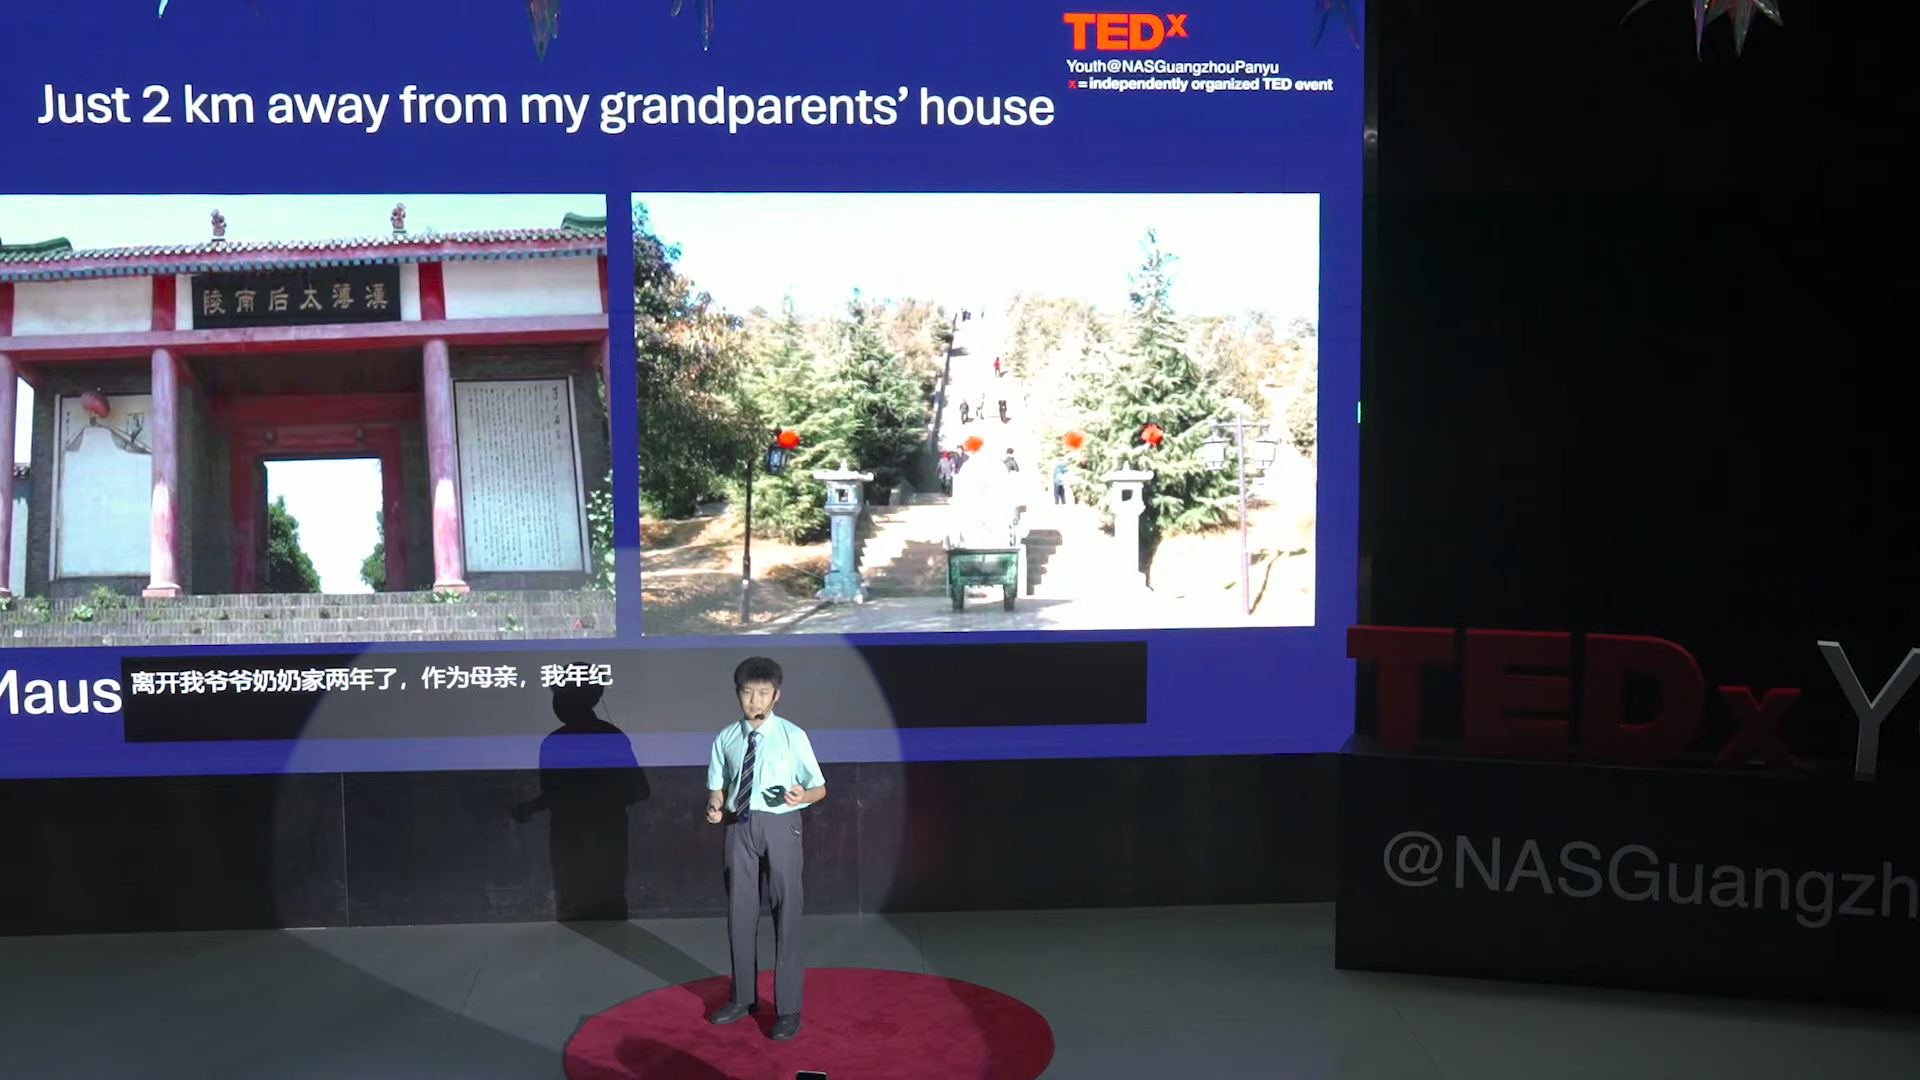 TEDx
Youth@NASGuangzhouPanyu
x = independently organized TED event
Just 2 km away from my grandparents’ house
陵南后太薄漢
Maus
离开我爷爷奶奶家两年了，作为母亲，我年纪
TEDx Y
@NASGuangzh